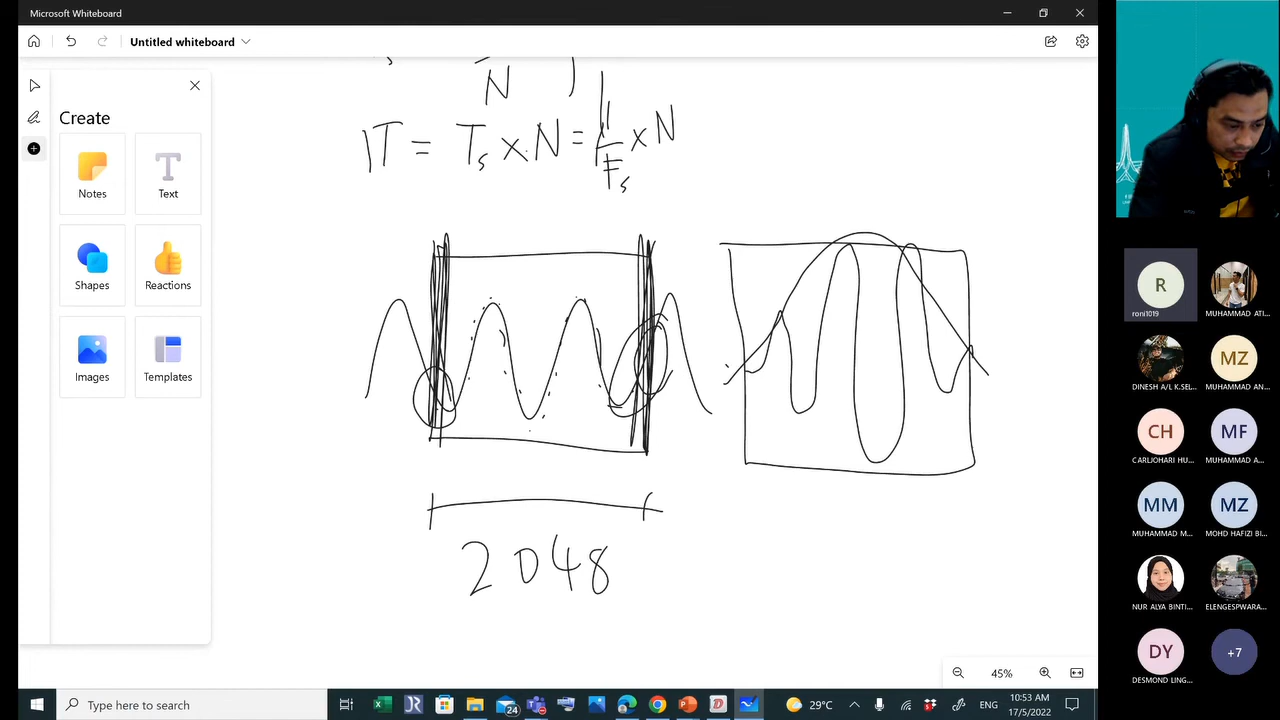 Microsoft Whiteboard
Untitled whiteboard
Create
Notes
Text
Shapes
Reactions
Images
Templates
N
1T = Ts x N = 1/Fs x N
2048
45%
R
roni1019
MUHAMMAD ATI...
DINESH A/L K.SEL...
MZ
MUHAMMAD AN...
CH
CARLJOHARI HU...
MF
MUHAMMAD A...
MM
MUHAMMAD M...
MZ
MOHD HAFIZI BI...
NUR ALYA BINTI...
ELENGESPWARA...
DY
DESMOND LING...
+7
Type here to search
24
29°C
ENG
10:53 AM
17/5/2022